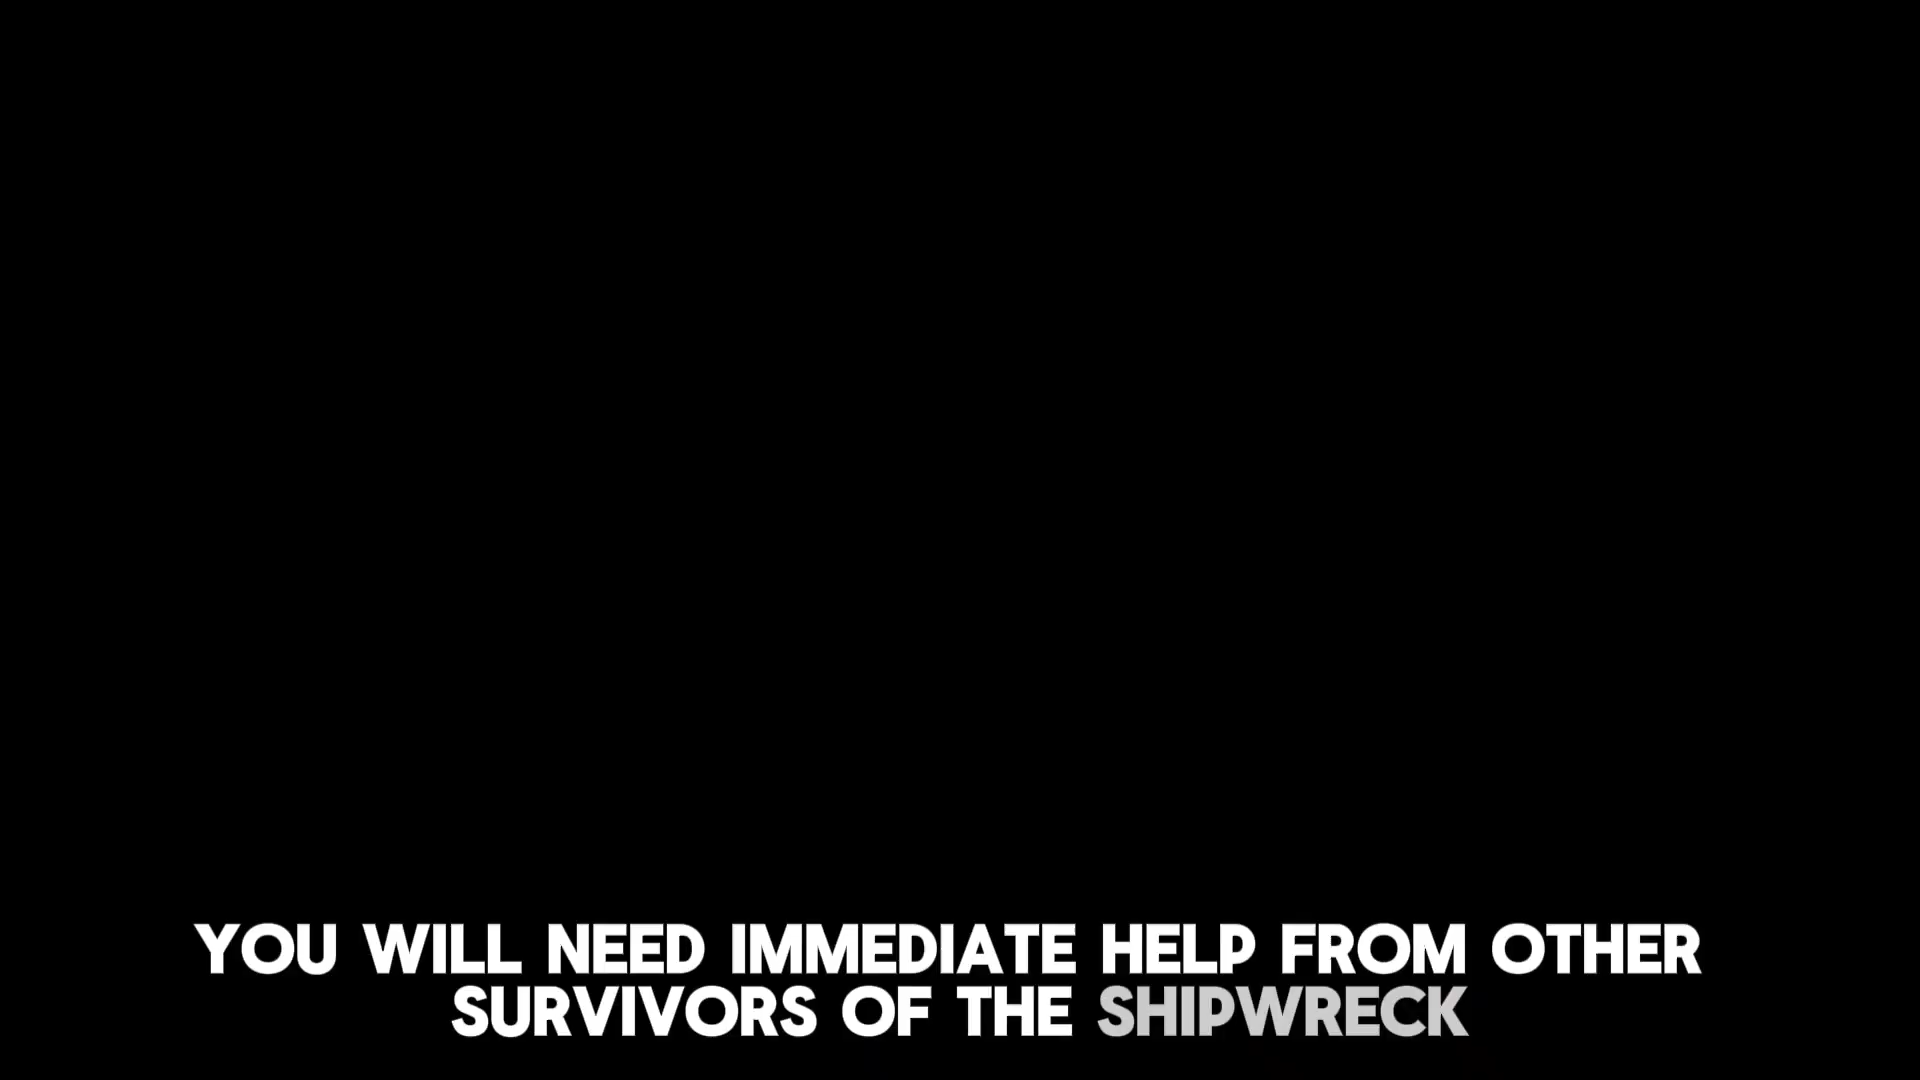 YOU WILL NEED IMMEDIATE HELP FROM OTHER
SURVIVORS OF THE SHIPWRECK